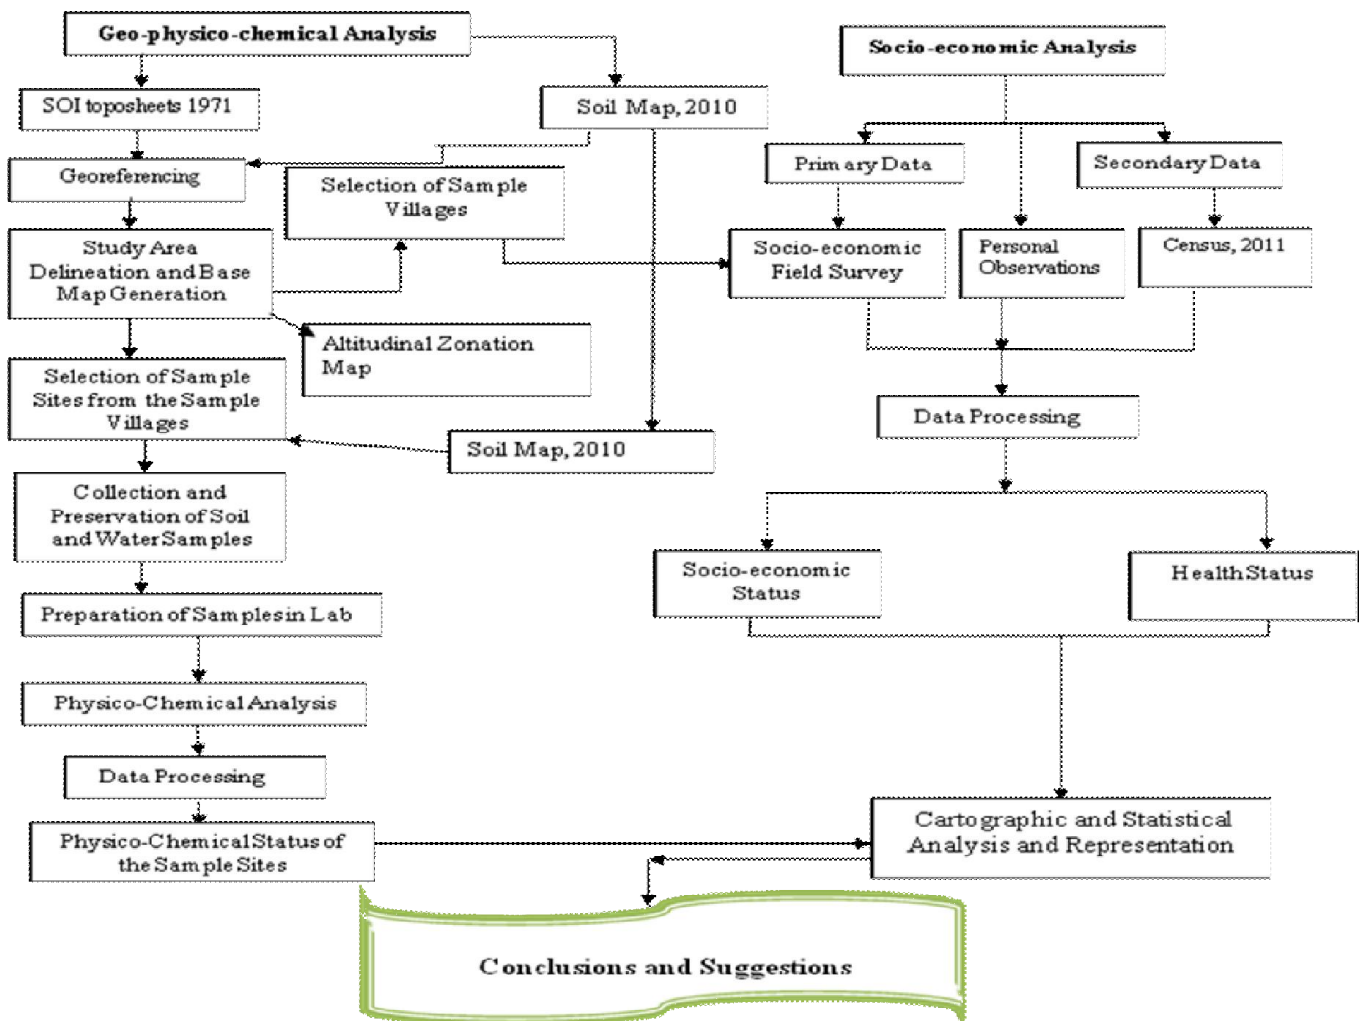 Geo-physico-chemical Analysis
Socio-economic Analysis
SOI toposheets 1971
Soil Map, 2010
Georeferencing
Selection of Sample
Villages
Primary Data
Secondary Data
Study Area
Delineation and Base
Map Generation
Socio-economic
Field Survey
Personal
Observations
Census, 2011
Altitudinal Zonation
Map
Selection of Sample
Sites from the Sample
Villages
Soil Map, 2010
Data Processing
Collection and
Preservation of Soil
and Water Samples
Socio-economic
Status
Health Status
Preparation of Samples in Lab
Physico-Chemical Analysis
Data Processing
Physico-Chemical Status of
the Sample Sites
Cartographic and Statistical
Analysis and Representation
Conclusions and Suggestions